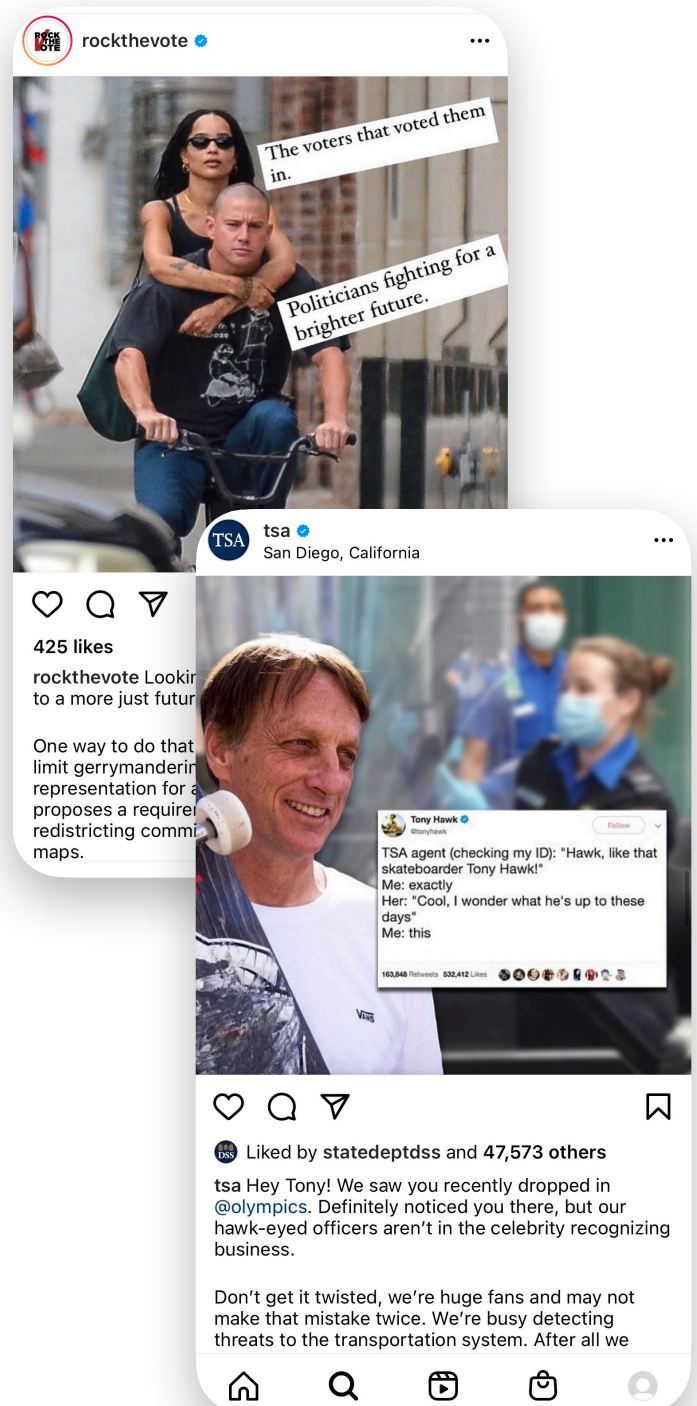 ROCK
THE
VOTE
rockthevote
The voters that voted them
in.
Politicians fighting for a
brighter future.
425 likes
rockthevote
to a more just
One way to do that
limit
representation for
proposes a
redistricting
maps.
TSA
tsa
San Diego, California
Tony Hawk
@tonyhawk
Follow
TSA agent (checking my ID): "Hawk, like that
skateboarder Tony Hawk!"
Me: exactly
Her: "Cool, I wonder what he's up to these
days"
Me: this
163,848 Retweets 532,412 Likes
VANS
DSS
Liked by statedeptdss and 47,573 others
tsa Hey Tony! We saw you recently dropped in
@olympics. Definitely noticed you there, but our
hawk-eyed officers aren’t in the celebrity recognizing
business.
Don’t get it twisted, we’re huge fans and may not
make that mistake twice. We’re busy detecting
threats to the transportation system. After all we